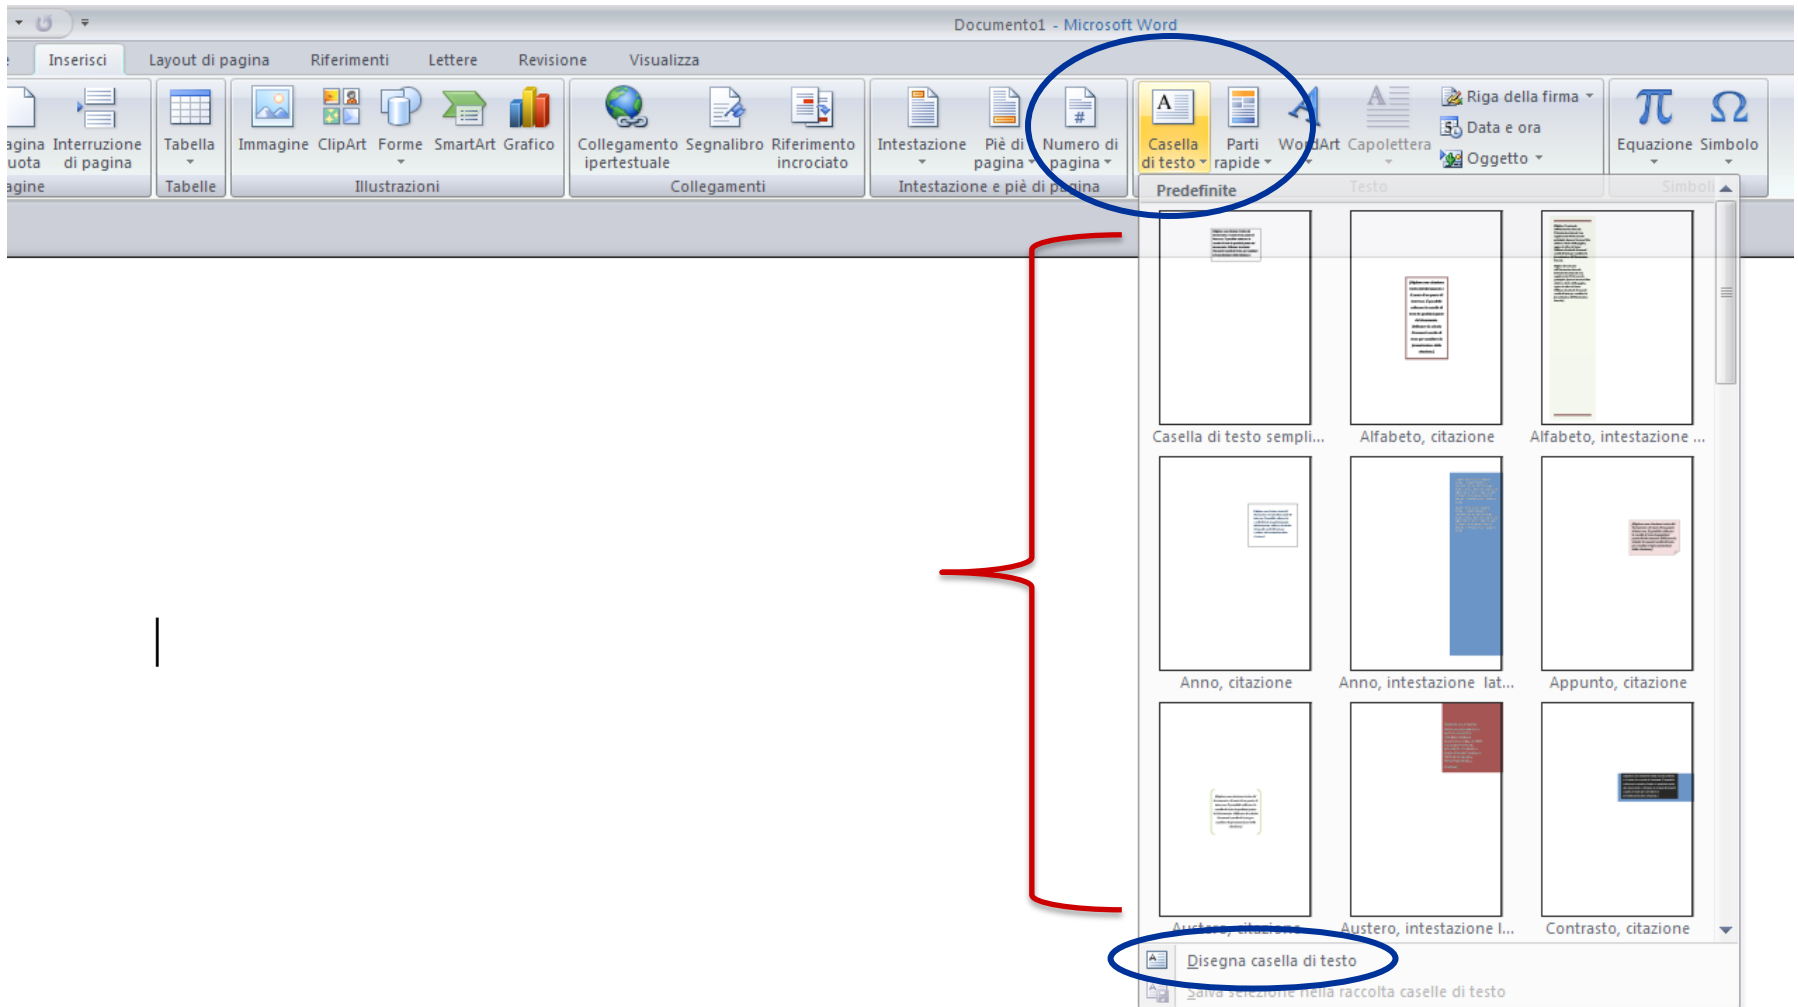 Documento1 - Microsoft Word
Inserisci Layout di pagina Riferimenti Lettere Revisione Visualizza
agina Interruzione Tabella Immagine ClipArt Forme SmartArt Grafico Collegamento Segnalibro Riferimento Intestazione Piè di Numero di Casella Parti WordArt Capolettera Riga della firma Equazione Simbolo
uota di pagina ipertestuale incrociato pagina pagina di testo rapide Data e ora
Oggetto
agine Tabelle Illustrazioni Collegamenti Intestazione e piè di pagina Testo Simboli
Predefinite
Casella di testo sempli... Alfabeto, citazione Alfabeto, intestazione ...
Anno, citazione Anno, intestazione lat... Appunto, citazione
Austero, citazione Austero, intestazione l... Contrasto, citazione
Disegna casella di testo
Salva selezione nella raccolta caselle di testo